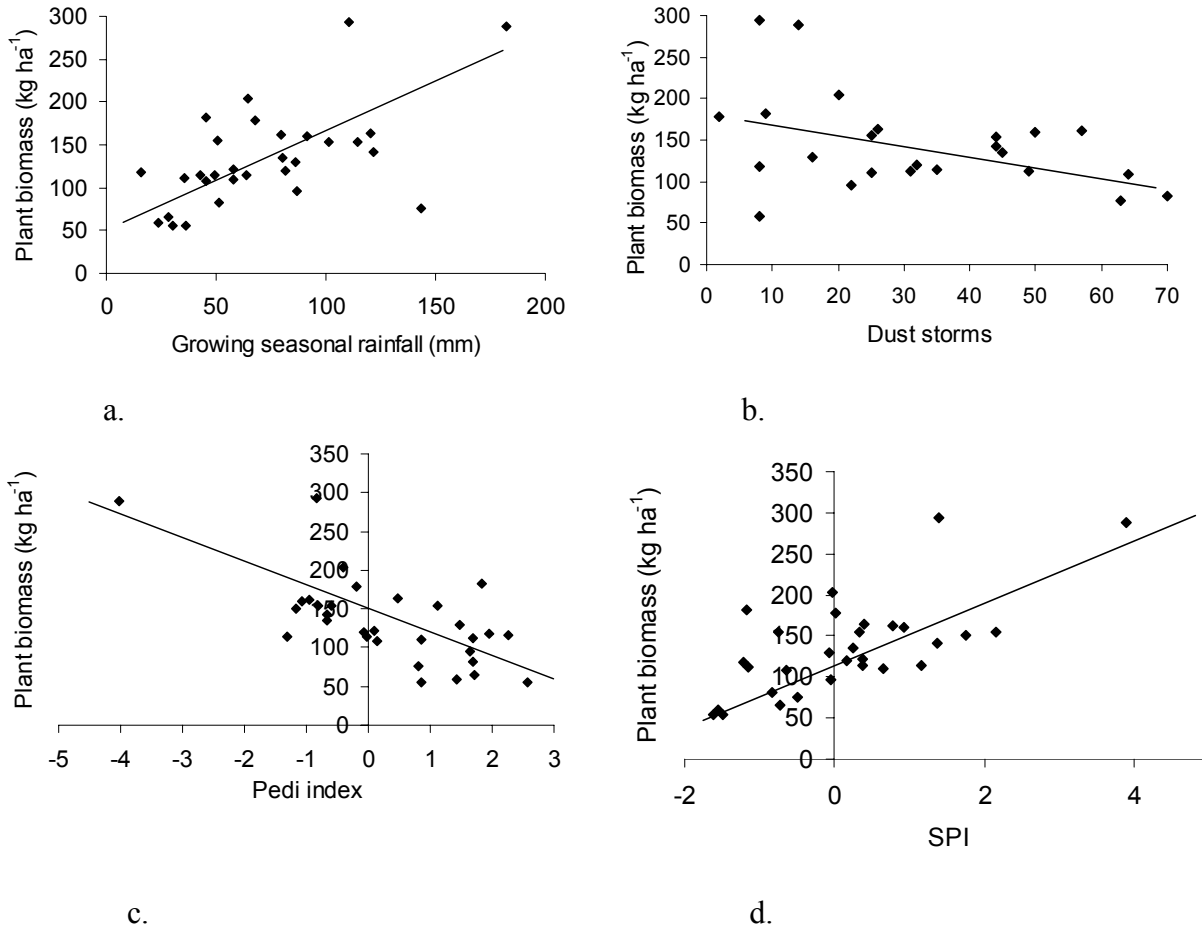 350
300
250
200
150
100
50
0
Plant biomass (kg ha-1)
0 50 100 150 200
Growing seasonal rainfall (mm)
a.
350
300
250
200
150
100
50
0
Plant biomass (kg ha-1)
0 10 20 30 40 50 60 70
Dust storms
b.
350
300
250
200
150
100
50
0
Plant biomass (kg ha-1)
-5 -4 -3 -2 -1 0 1 2 3
Pedi index
c.
350
300
250
200
150
100
50
0
Plant biomass (kg ha-1)
-2 0 2 4
SPI
d.